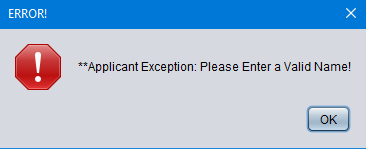 ERROR!
**Applicant Exception: Please Enter a Valid Name!
OK